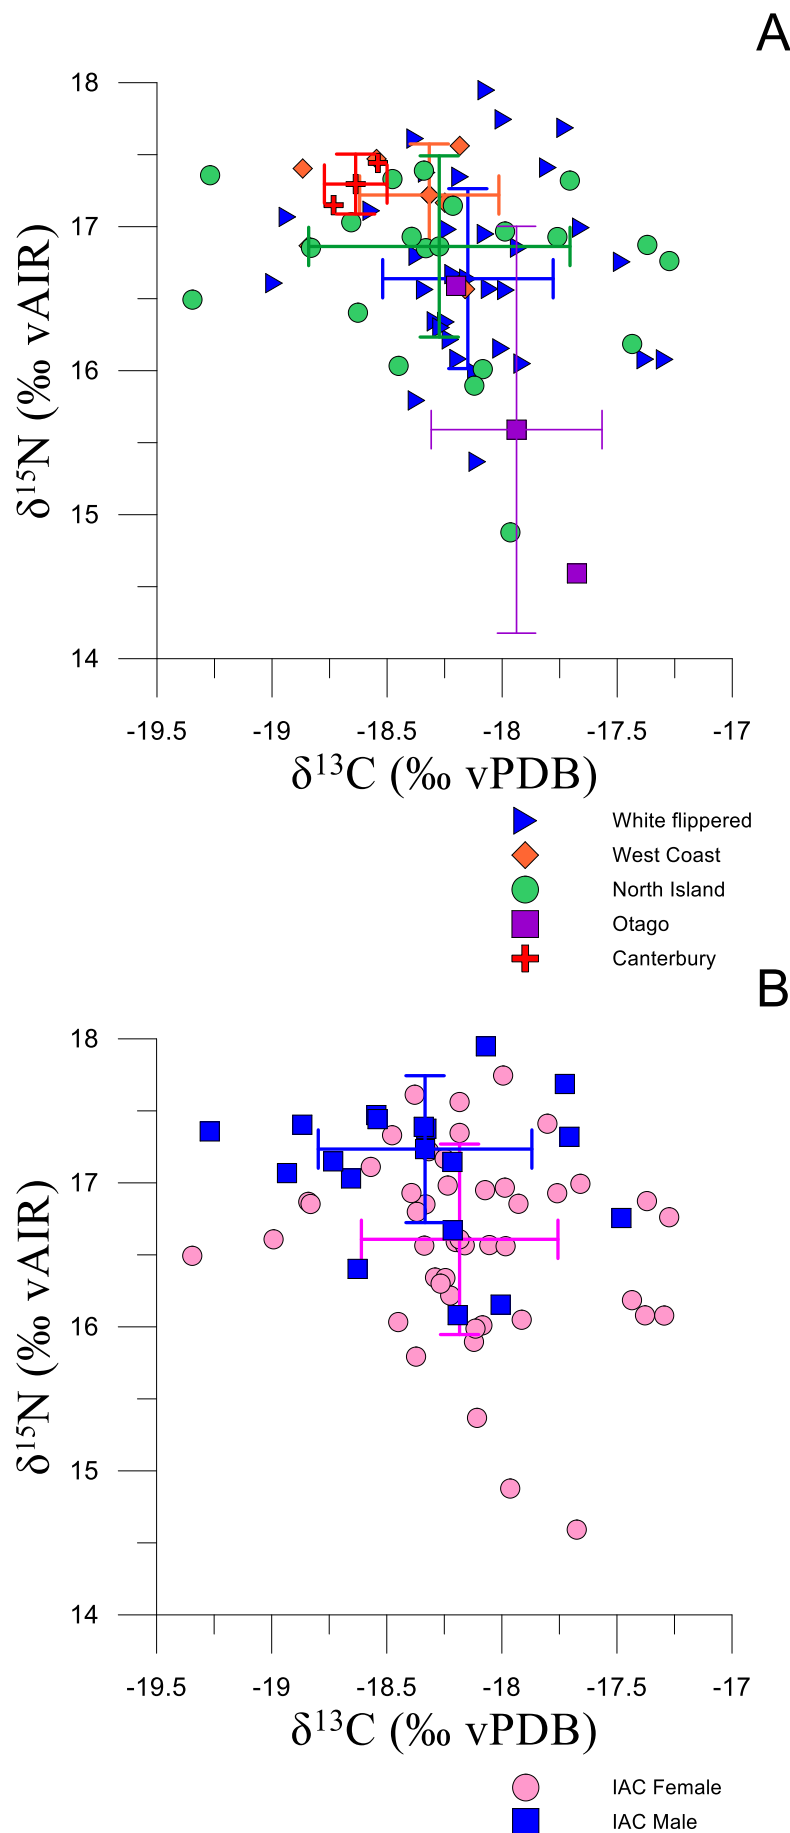 A
18
17
16
15
14
δ¹⁵N (‰ vAIR)
-19.5 -19 -18.5 -18 -17.5 -17
δ¹³C (‰ vPDB)
White flippered
West Coast
North Island
Otago
Canterbury
B
18
17
16
15
14
δ¹⁵N (‰ vAIR)
-19.5 -19 -18.5 -18 -17.5 -17
δ¹³C (‰ vPDB)
IAC Female
IAC Male